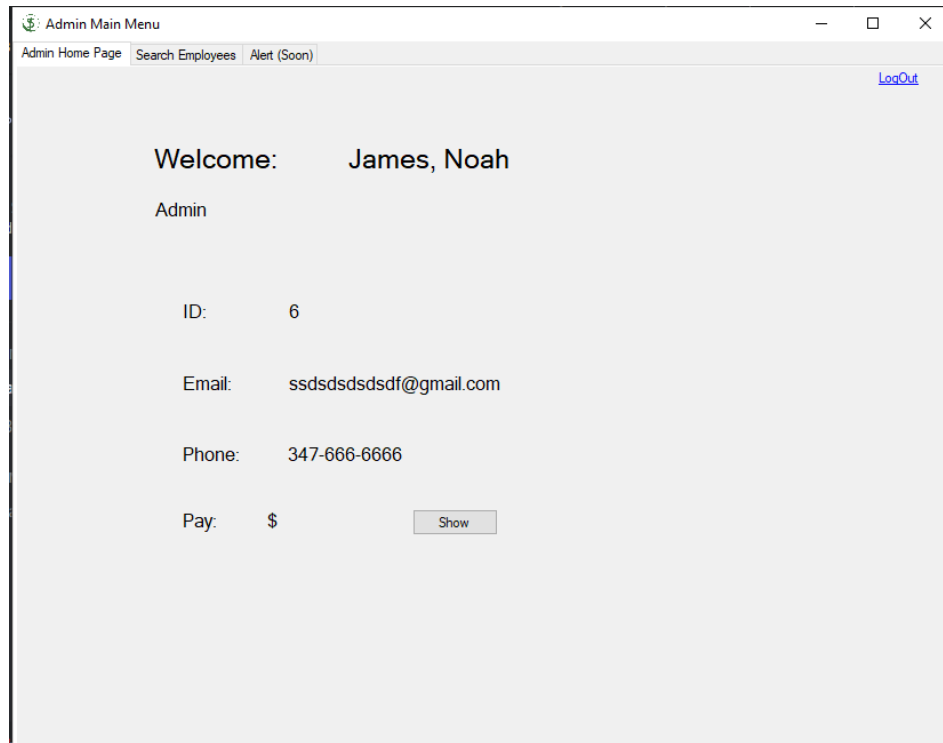 Admin Main Menu
Admin Home Page Search Employees Alert (Soon)
LogOut
Welcome: James, Noah
Admin
ID: 6
Email: ssdsdsdsdsdf@gmail.com
Phone: 347-666-6666
Pay: $ Show